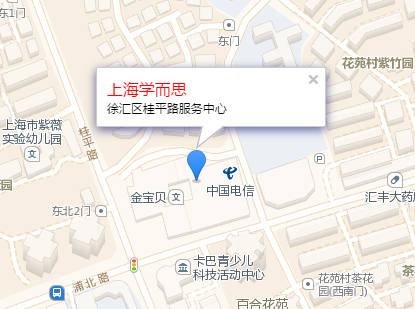 东1门
东门
花苑村紫竹园
上海学而思
徐汇区桂平路服务中心
上海市紫薇
实验幼儿园
桂平路
P
中国电信
金宝贝
汇丰大药
东北2门
卡巴青少儿
科技活动中心
浦北路
花苑村茶花
园(西南门)
百合花苑